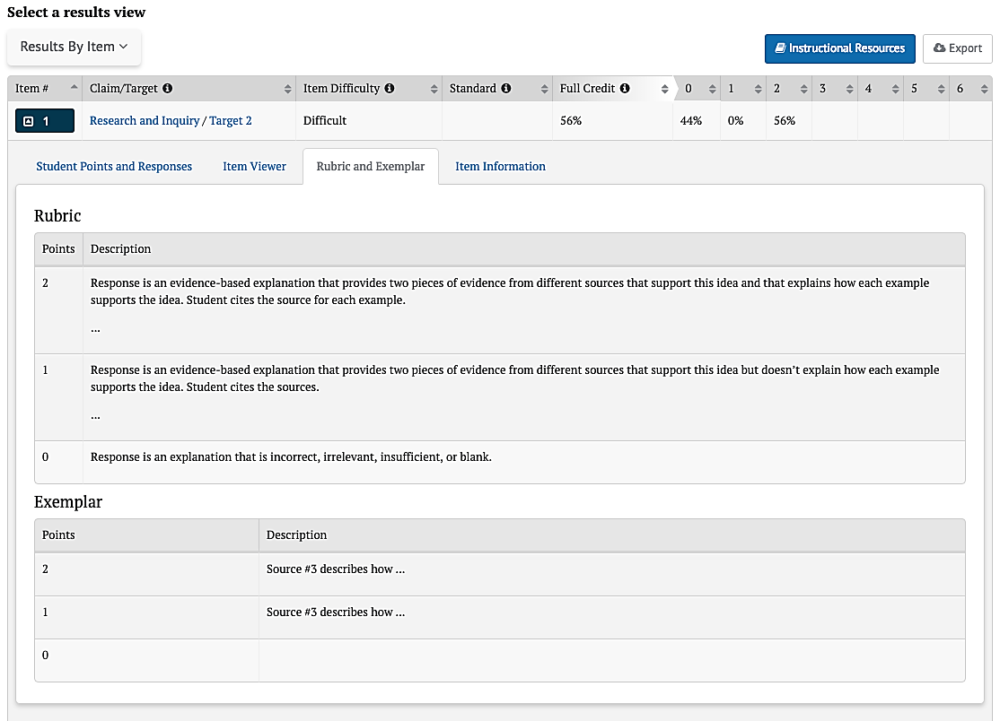 Select a results view
Results By Item
Instructional Resources
Export
Item # Claim/Target Item Difficulty Standard Full Credit 0 1 2 3 4 5 6
1 Research and Inquiry / Target 2 Difficult 56% 44% 0% 56%
Student Points and Responses Item Viewer Rubric and Exemplar Item Information
Rubric
Points Description
2 Response is an evidence-based explanation that provides two pieces of evidence from different sources that support this idea and that explains how each example
supports the idea. Student cites the source for each example.
...
1 Response is an evidence-based explanation that provides two pieces of evidence from different sources that support this idea but doesn’t explain how each example
supports the idea. Student cites the sources.
...
0 Response is an explanation that is incorrect, irrelevant, insufficient, or blank.
Exemplar
Points Description
2 Source #3 describes how ...
1 Source #3 describes how ...
0